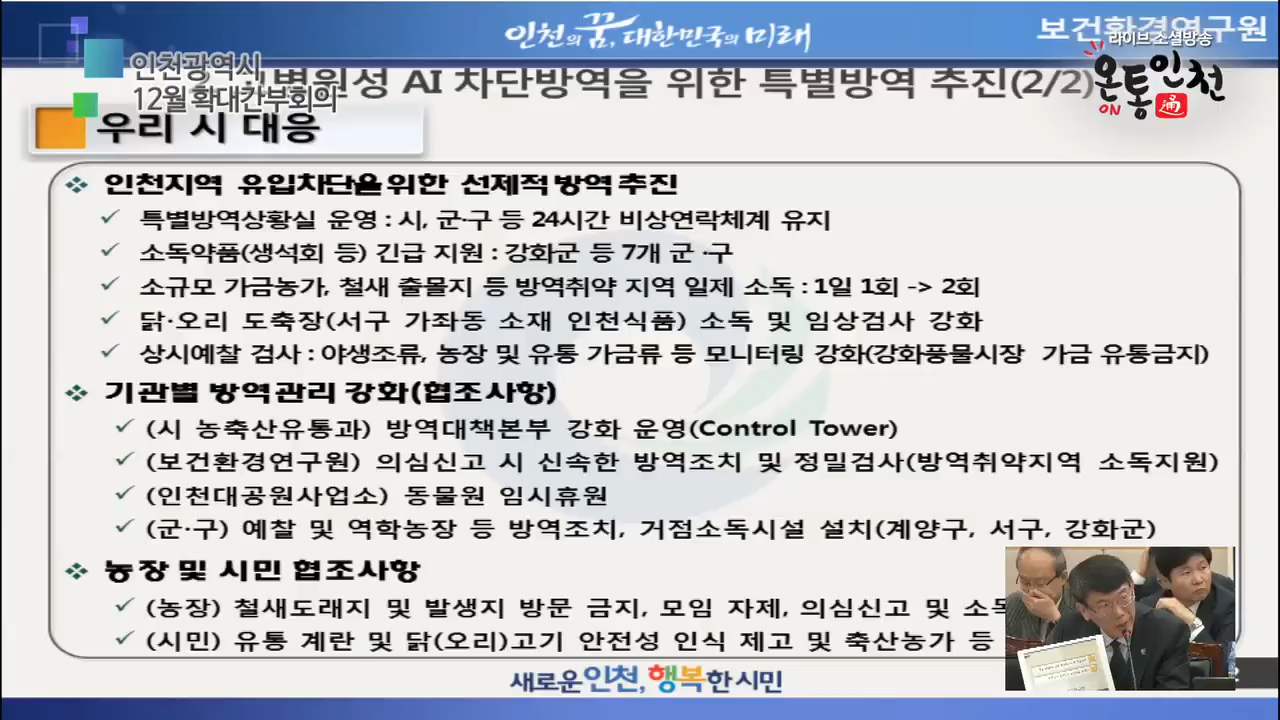 인천의 꿈, 대한민국의 미래
보건환경연구원
라이브 소셜방송
온통인천
ON
通
인천광역시
12월 확대간부회의
병원성 AI 차단방역을 위한 특별방역 추진(2/2)
우리 시 대응
인천지역 유입차단을 위한 선제적 방역 추진
특별방역상황실 운영 : 시, 군·구 등 24시간 비상연락체계 유지
소독약품(생석회 등) 긴급 지원 : 강화군 등 7개 군 ·구
소규모 가금농가, 철새 출몰지 등 방역취약 지역 일제 소독 : 1일 1회 -> 2회
닭·오리 도축장(서구 가좌동 소재 인천식품) 소독 및 임상검사 강화
상시예찰 검사 : 야생조류, 농장 및 유통 가금류 등 모니터링 강화(강화풍물시장 가금 유통금지)
기관별 방역관리 강화(협조사항)
(시 농축산유통과) 방역대책본부 강화 운영(Control Tower)
(보건환경연구원) 의심신고 시 신속한 방역조치 및 정밀검사(방역취약지역 소독지원)
(인천대공원사업소) 동물원 임시휴원
(군·구) 예찰 및 역학농장 등 방역조치, 거점소독시설 설치(계양구, 서구, 강화군)
농장 및 시민 협조사항
(농장) 철새도래지 및 발생지 방문 금지, 모임 자제, 의심신고 및 소독
(시민) 유통 계란 및 닭(오리)고기 안전성 인식 제고 및 축산농가 등
새로운 인천, 행복한 시민